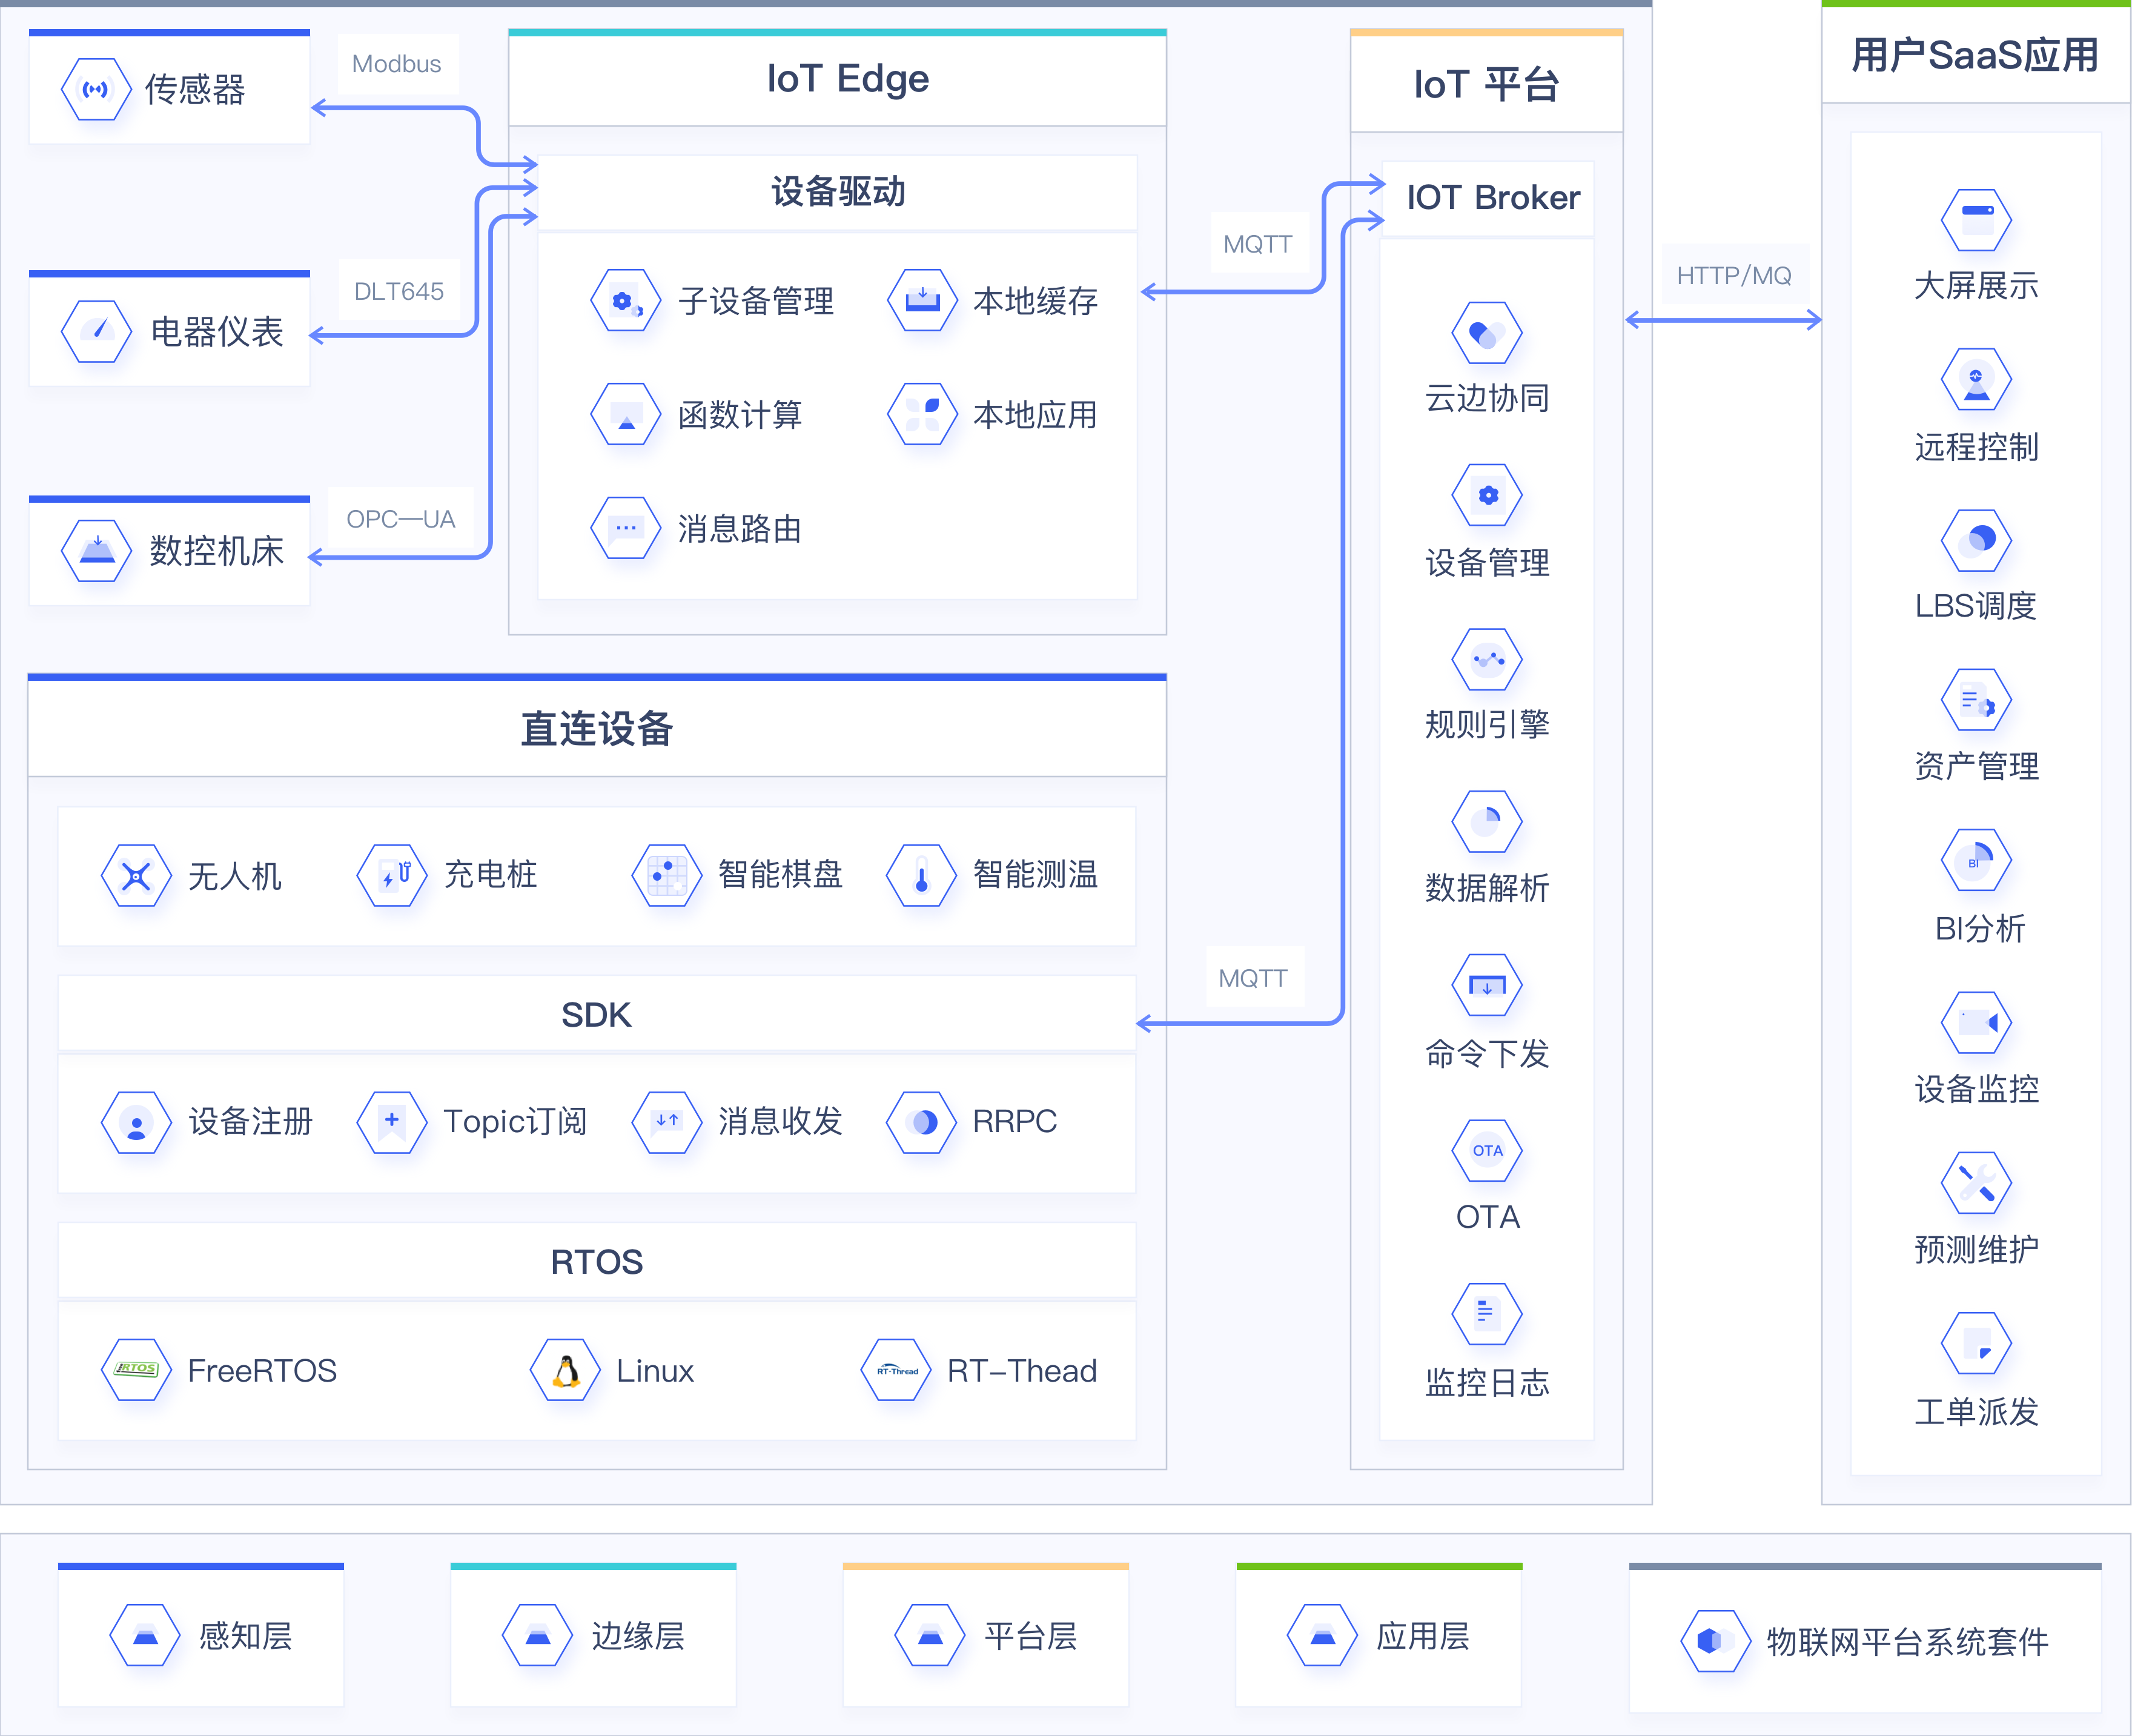 传感器
Modbus
电器仪表
DLT645
数控机床
OPC—UA
IoT Edge
设备驱动
子设备管理
本地缓存
函数计算
本地应用
消息路由
MQTT
直连设备
无人机
充电桩
智能棋盘
智能测温
SDK
设备注册
Topic订阅
消息收发
RRPC
RTOS
RTOS
FreeRTOS
Linux
RT-Thread
RT-Thead
MQTT
IoT 平台
IOT Broker
云边协同
设备管理
规则引擎
数据解析
命令下发
OTA
OTA
监控日志
HTTP/MQ
用户SaaS应用
大屏展示
远程控制
LBS调度
资产管理
BI
BI分析
设备监控
预测维护
工单派发
感知层
边缘层
平台层
应用层
物联网平台系统套件